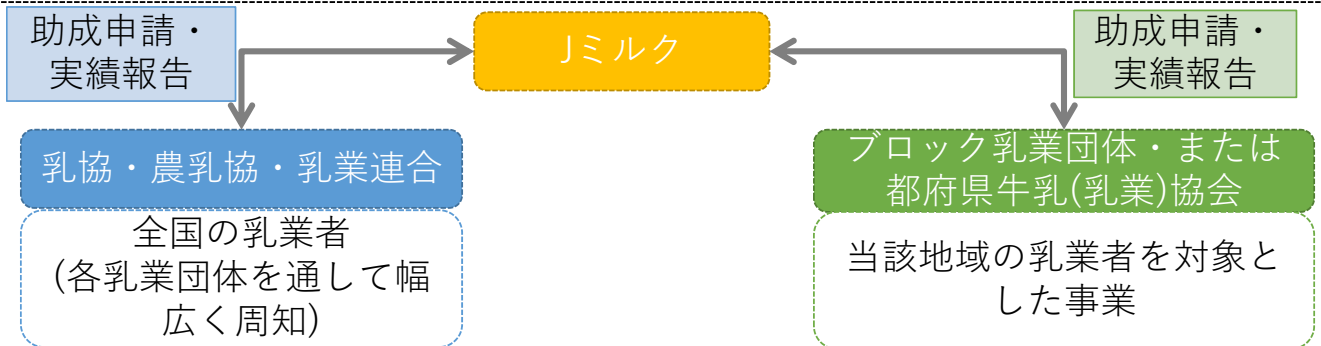 助成申請・
実績報告
Jミルク
助成申請・
実績報告
乳協・農乳協・乳業連合
全国の乳業者
(各乳業団体を通して幅
広く周知)
ブロック乳業団体・または
都府県牛乳(乳業)協会
当該地域の乳業者を対象と
した事業